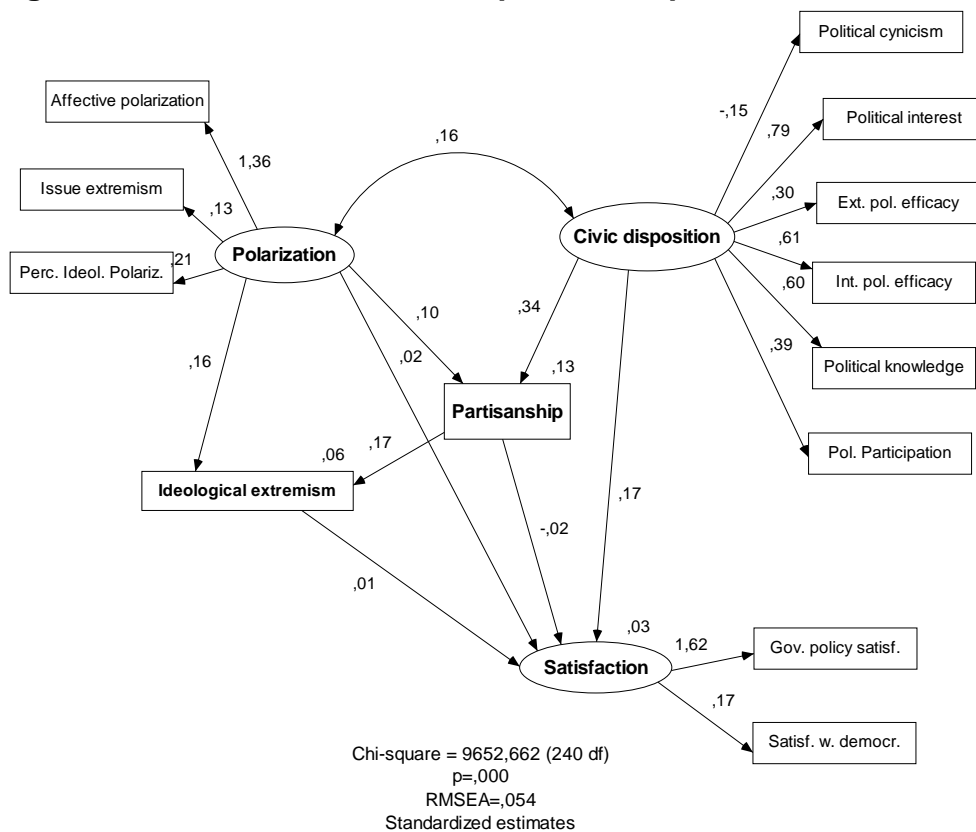 Political cynicism
Affective polarization
-,15
Political interest
,79
,16
1,36
Issue extremism
,30
Ext. pol. efficacy
,13
,61
Civic disposition
Polarization
Perc. Ideol. Polariz.
,21
,60
Int. pol. efficacy
,10
,34
,39
,16
,02
Political knowledge
,13
Partisanship
,17
,06
Pol. Participation
Ideological extremism
,17
-,02
,01
,03
1,62
Gov. policy satisf.
Satisfaction
,17
Satisf. w. democr.
Chi-square = 9652,662 (240 df)
p=,000
RMSEA=,054
Standardized estimates